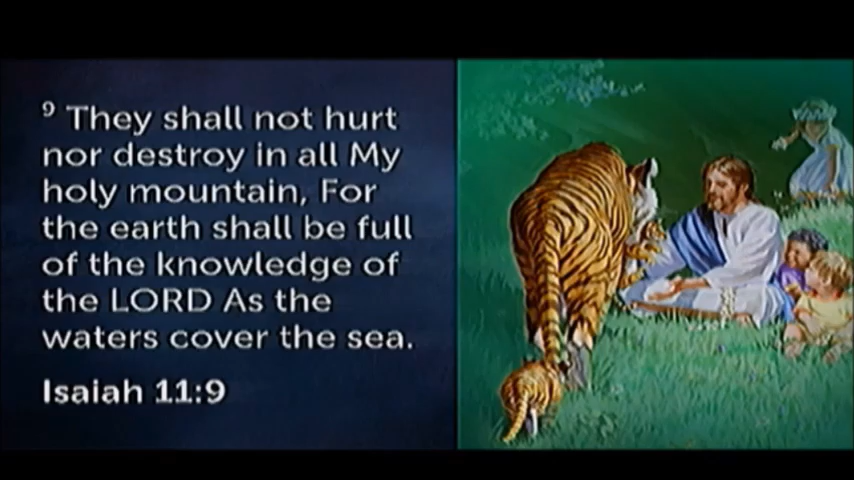 ⁹ They shall not hurt
nor destroy in all My
holy mountain, For
the earth shall be full
of the knowledge of
the LORD As the
waters cover the sea.
Isaiah 11:9